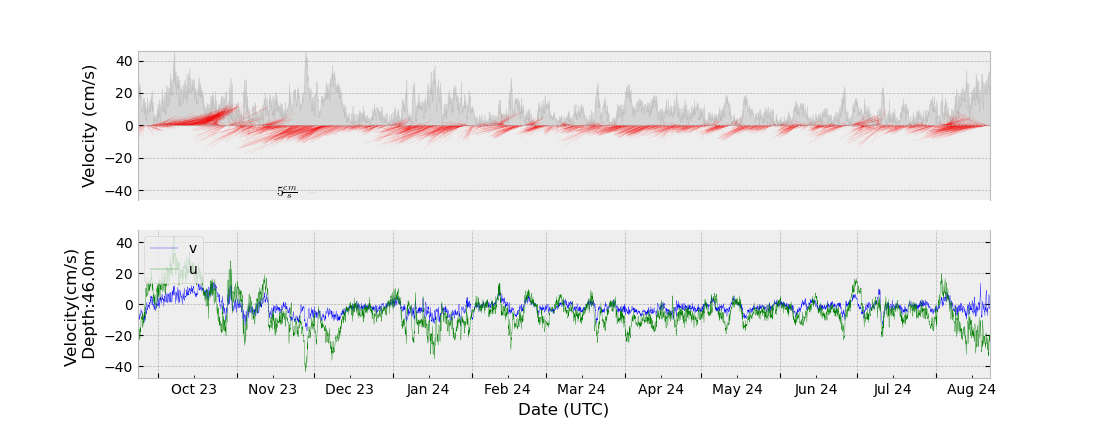 Velocity (cm/s)
40
20
0
−20
−40
5 cm/s
Velocity(cm/s)
Depth:46.0m
40
20
0
−20
−40
v
u
Oct 23 Nov 23 Dec 23 Jan 24 Feb 24 Mar 24 Apr 24 May 24 Jun 24 Jul 24 Aug 24
Date (UTC)